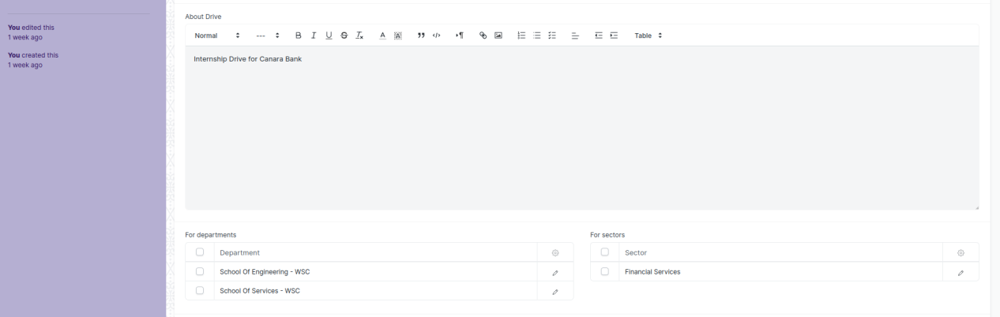 You edited this
1 week ago
You created this
1 week ago
About Drive
Normal --- B I U S Tx A A ” </> ¶ Table
Internship Drive for Canara Bank
For departments
Department
School Of Engineering - WSC
School Of Services - WSC
For sectors
Sector
Financial Services